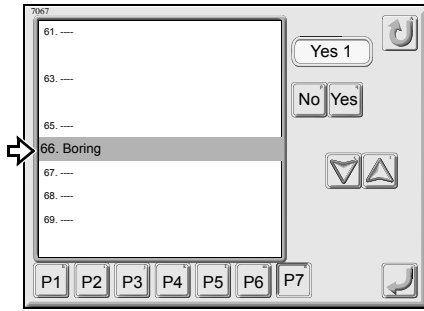 7067
61. ----
Yes 1
63. ----
No Yes
65. ----
66. Boring
67. ----
68. ----
69. ----
P1 P2 P3 P4 P5 P6 P7